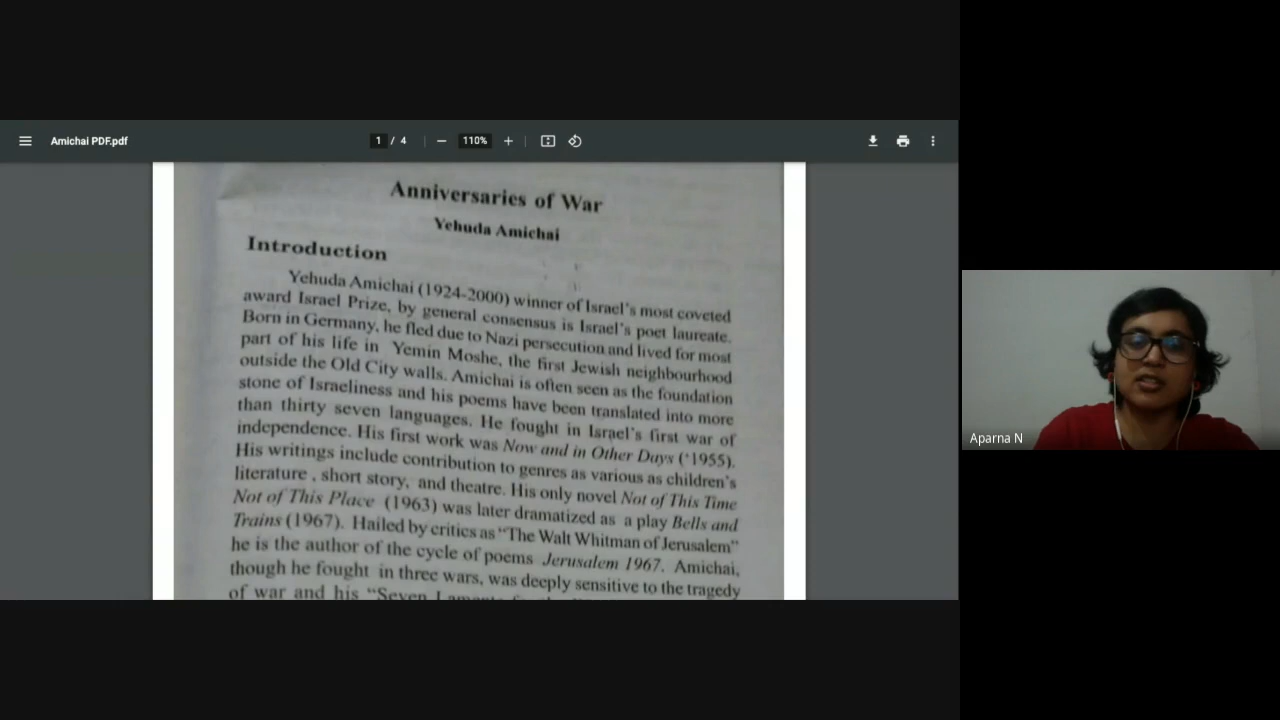 Amichai PDF.pdf
1 / 4
110%
Anniversaries of War
Yehuda Amichai
Introduction
Yehuda Amichai (1924-2000) winner of Israel's most coveted
award Israel Prize, by general consensus is Israel's poet laureate.
Born in Germany, he fled due to Nazi persecution and lived for most
part of his life in Yemin Moshe, the first Jewish neighbourhood
outside the Old City walls. Amichai is often seen as the foundation
stone of Israeliness and his poems have been translated into more
than thirty seven languages. He fought in Israel's first war of
independence. His first work was Now and in Other Days ('1955).
His writings include contribution to genres as various as children's
literature , short story, and theatre. His only novel Not of This Time
Not of This Place (1963) was later dramatized as a play Bells and
Trains (1967). Hailed by critics as "The Walt Whitman of Jerusalem"
he is the author of the cycle of poems Jerusalem 1967. Amichai,
though he fought in three wars, was deeply sensitive to the tragedy
of war and his "Seven
Aparna N